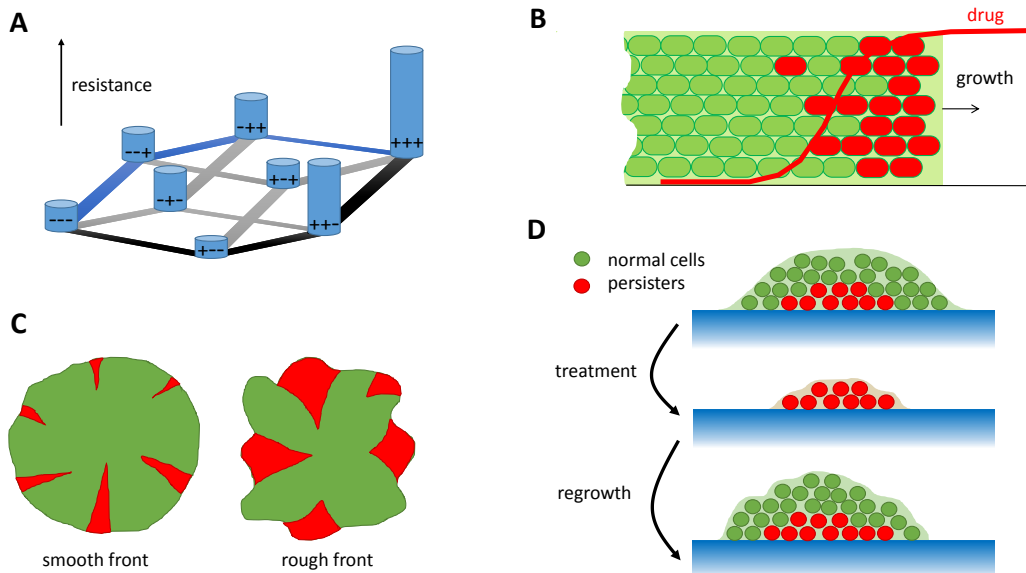 A
resistance
--+
-++
+++
-+-
+-+
---
++-
+--
B
drug
growth
C
smooth front
rough front
D
normal cells
persisters
treatment
regrowth